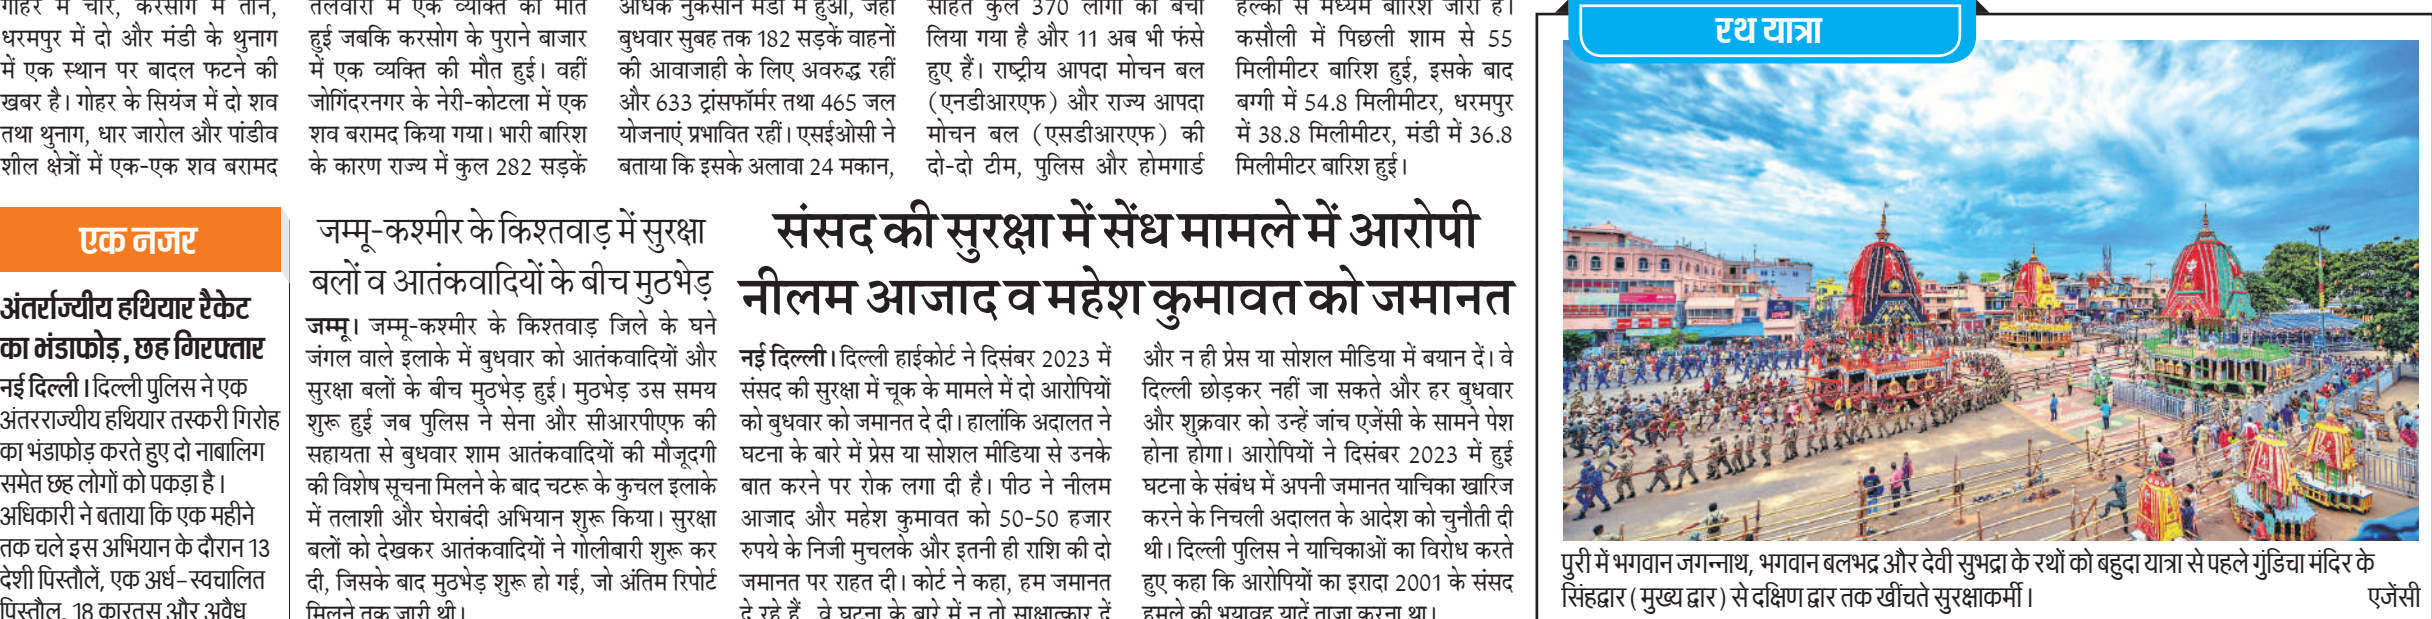 गोहर में चार, करसोग में तीन,
धरमपुर में दो और मंडी के थुनाग
में एक स्थान पर बादल फटने की
खबर है। गोहर के सियंज में दो शव
तथा थुनाग, धार जारोल और पांडीव
शील क्षेत्रों में एक-एक शव बरामद
तलवारा में एक व्यक्ति की मौत
हुई जबकि करसोग के पुराने बाजार
में एक व्यक्ति की मौत हुई। वहीं
जोगिंदरनगर के नेरी-कोटला में एक
शव बरामद किया गया। भारी बारिश
के कारण राज्य में कुल 282 सड़कें
अधिक नुकसान मंडी में हुआ, जहां
बुधवार सुबह तक 182 सड़कें वाहनों
की आवाजाही के लिए अवरुद्ध रहीं
और 633 ट्रांसफॉर्मर तथा 465 जल
योजनाएं प्रभावित रहीं। एसईओसी ने
बताया कि इसके अलावा 24 मकान,
सहित कुल 370 लोगों को बचा
लिया गया है और 11 अब भी फंसे
हुए हैं। राष्ट्रीय आपदा मोचन बल
(एनडीआरएफ) और राज्य आपदा
मोचन बल (एसडीआरएफ) की
दो-दो टीम, पुलिस और होमगार्ड
हल्की से मध्यम बारिश जारी है।
कसौली में पिछली शाम से 55
मिलीमीटर बारिश हुई, इसके बाद
बग्गी में 54.8 मिलीमीटर, धरमपुर
में 38.8 मिलीमीटर, मंडी में 36.8
मिलीमीटर बारिश हुई।
एक नजर
अंतर्राज्यीय हथियार रैकेट
का भंडाफोड़, छह गिरफ्तार
नई दिल्ली। दिल्ली पुलिस ने एक
अंतरराज्यीय हथियार तस्करी गिरोह
का भंडाफोड़ करते हुए दो नाबालिग
समेत छह लोगों को पकड़ा है।
अधिकारी ने बताया कि एक महीने
तक चले इस अभियान के दौरान 13
देशी पिस्तौलें, एक अर्ध-स्वचालित
पिस्तौल, 18 कारतूस और अवैध
जम्मू-कश्मीर के किश्तवाड़ में सुरक्षा
बलों व आतंकवादियों के बीच मुठभेड़
जम्मू। जम्मू-कश्मीर के किश्तवाड़ जिले के घने
जंगल वाले इलाके में बुधवार को आतंकवादियों और
सुरक्षा बलों के बीच मुठभेड़ हुई। मुठभेड़ उस समय
शुरू हुई जब पुलिस ने सेना और सीआरपीएफ की
सहायता से बुधवार शाम आतंकवादियों की मौजूदगी
की विशेष सूचना मिलने के बाद चटरू के कुचल इलाके
में तलाशी और घेराबंदी अभियान शुरू किया। सुरक्षा
बलों को देखकर आतंकवादियों ने गोलीबारी शुरू कर
दी, जिसके बाद मुठभेड़ शुरू हो गई, जो अंतिम रिपोर्ट
मिलने तक जारी थी।
संसद की सुरक्षा में सेंध मामले में आरोपी
नीलम आजाद व महेश कुमावत को जमानत
नई दिल्ली। दिल्ली हाईकोर्ट ने दिसंबर 2023 में
संसद की सुरक्षा में चूक के मामले में दो आरोपियों
को बुधवार को जमानत दे दी। हालांकि अदालत ने
घटना के बारे में प्रेस या सोशल मीडिया से उनके
बात करने पर रोक लगा दी है। पीठ ने नीलम
आजाद और महेश कुमावत को 50-50 हजार
रुपये के निजी मुचलके और इतनी ही राशि की दो
जमानत पर राहत दी। कोर्ट ने कहा, हम जमानत
दे रहे हैं, वे घटना के बारे में न तो साक्षात्कार दें
और न ही प्रेस या सोशल मीडिया में बयान दें। वे
दिल्ली छोड़कर नहीं जा सकते और हर बुधवार
और शुक्रवार को उन्हें जांच एजेंसी के सामने पेश
होना होगा। आरोपियों ने दिसंबर 2023 में हुई
घटना के संबंध में अपनी जमानत याचिका खारिज
करने के निचली अदालत के आदेश को चुनौती दी
थी। दिल्ली पुलिस ने याचिकाओं का विरोध करते
हुए कहा कि आरोपियों का इरादा 2001 के संसद
हमले की भयावह यादें ताजा करना था।
रथ यात्रा
पुरी में भगवान जगन्नाथ, भगवान बलभद्र और देवी सुभद्रा के रथों को बहुदा यात्रा से पहले गुंडिचा मंदिर के
सिंहद्वार ( मुख्य द्वार ) से दक्षिण द्वार तक खींचते सुरक्षाकर्मी। एजेंसी